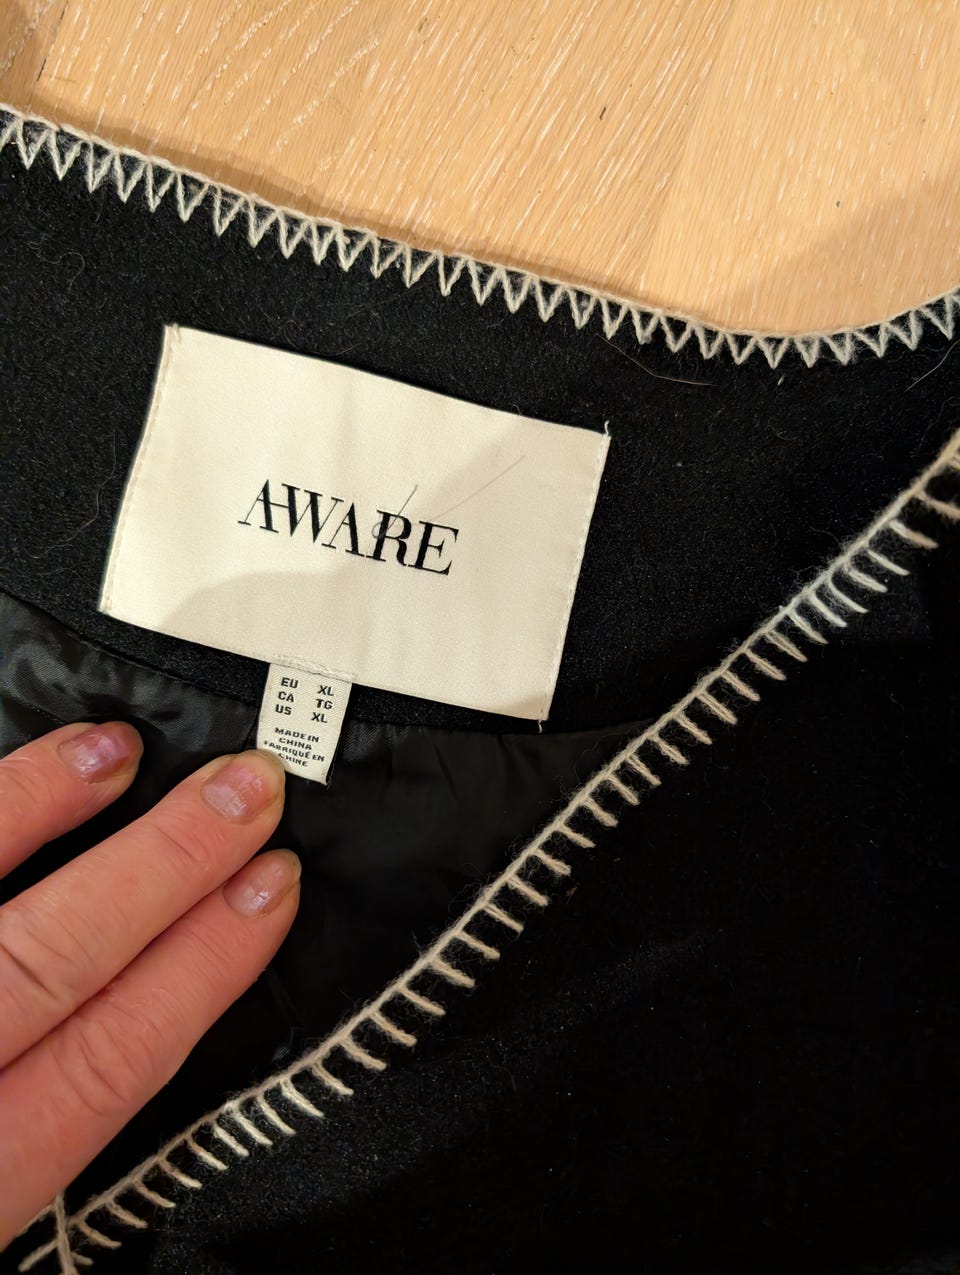 AWARE
EU XL
CA TG
US XL
MADE IN
CHINA
FABRIQUÉ EN
CHINE